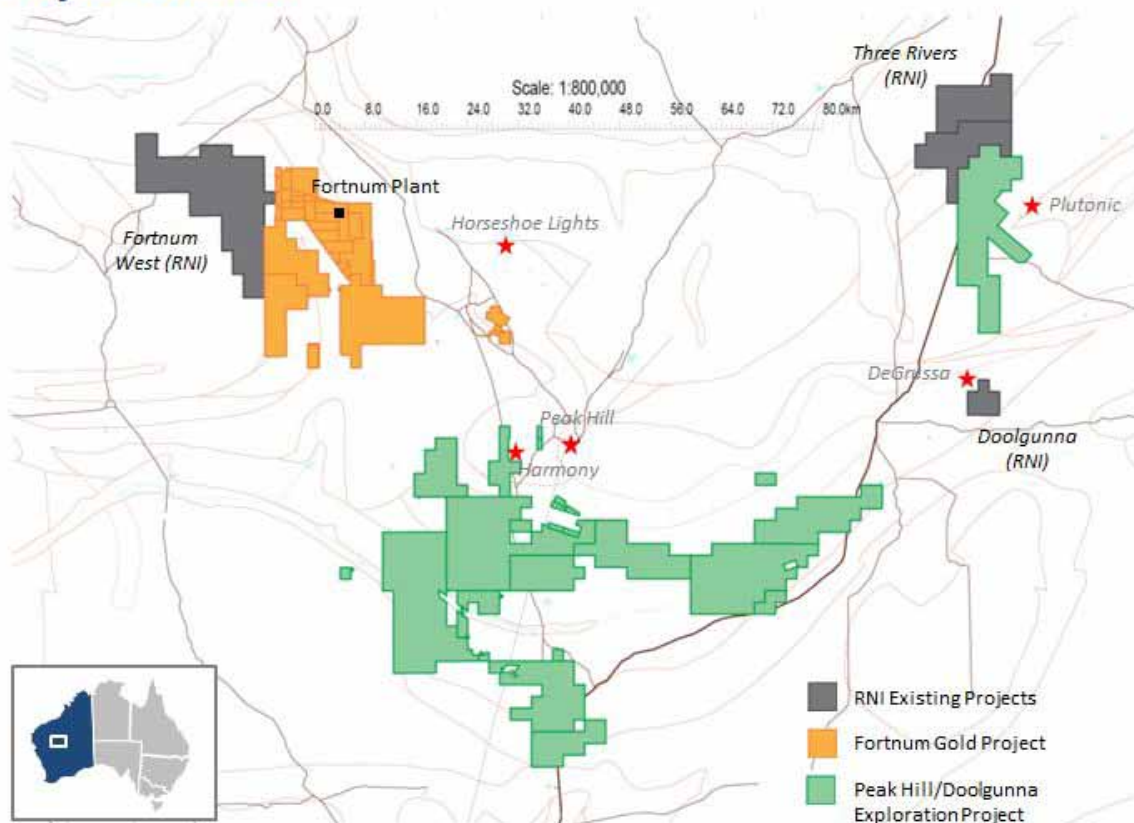 Three Rivers
(RNI)
Scale: 1:800,000
0.0 8.0 16.0 24.0 32.0 40.0 48.0 56.0 64.0 72.0 80.0km
Fortnum Plant
Plutonic
Horseshoe Lights
Fortnum
West (RNI)
DeGrussa
Peak Hill
Doolgunna
(RNI)
Harmony
RNI Existing Projects
Fortnum Gold Project
Peak Hill/Doolgunna
Exploration Project